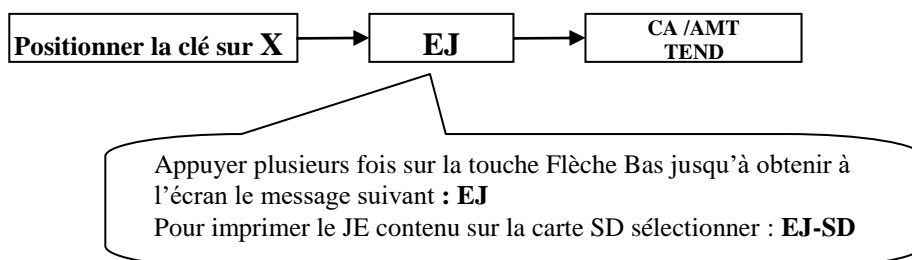 Positionner la clé sur X
EJ
CA /AMT
TEND
Appuyer plusieurs fois sur la touche Flèche Bas jusqu’à obtenir à
l’écran le message suivant : EJ
Pour imprimer le JE contenu sur la carte SD sélectionner : EJ-SD